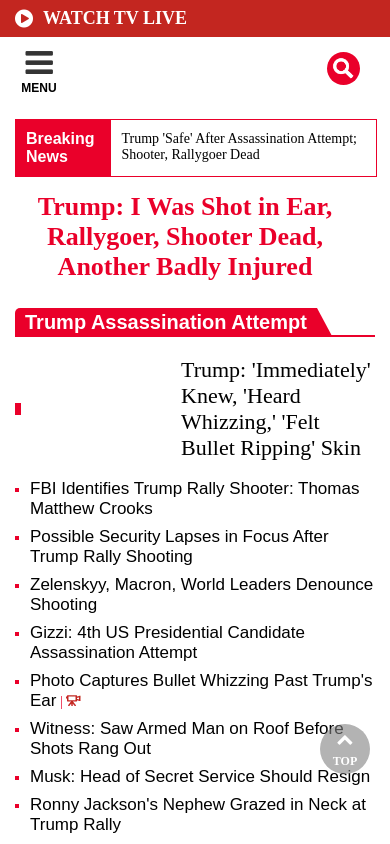 WATCH TV LIVE
MENU
Breaking
News
Trump 'Safe' After Assassination Attempt;
Shooter, Rallygoer Dead
Trump: I Was Shot in Ear,
Rallygoer, Shooter Dead,
Another Badly Injured
Trump Assassination Attempt
Trump: 'Immediately'
Knew, 'Heard
Whizzing,' 'Felt
Bullet Ripping' Skin
FBI Identifies Trump Rally Shooter: Thomas
Matthew Crooks
Possible Security Lapses in Focus After
Trump Rally Shooting
Zelenskyy, Macron, World Leaders Denounce
Shooting
Gizzi: 4th US Presidential Candidate
Assassination Attempt
Photo Captures Bullet Whizzing Past Trump's
Ear |
Witness: Saw Armed Man on Roof Before
Shots Rang Out
Musk: Head of Secret Service Should Resign
TOP
Ronny Jackson's Nephew Grazed in Neck at
Trump Rally